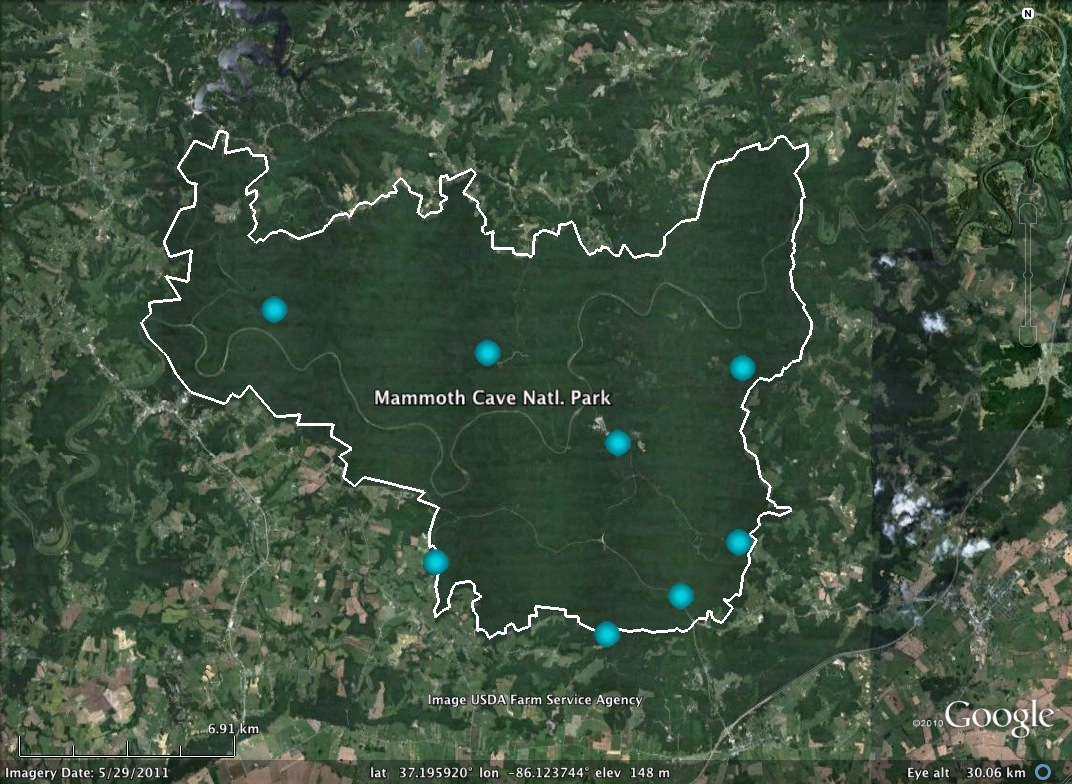 N
Mammoth Cave Natl. Park
Image USDA Farm Service Agency
©2010 Google
6.91 km
Imagery Date: 5/29/2011 lat 37.195920° lon -86.123744° elev 148 m Eye alt 30.06 km